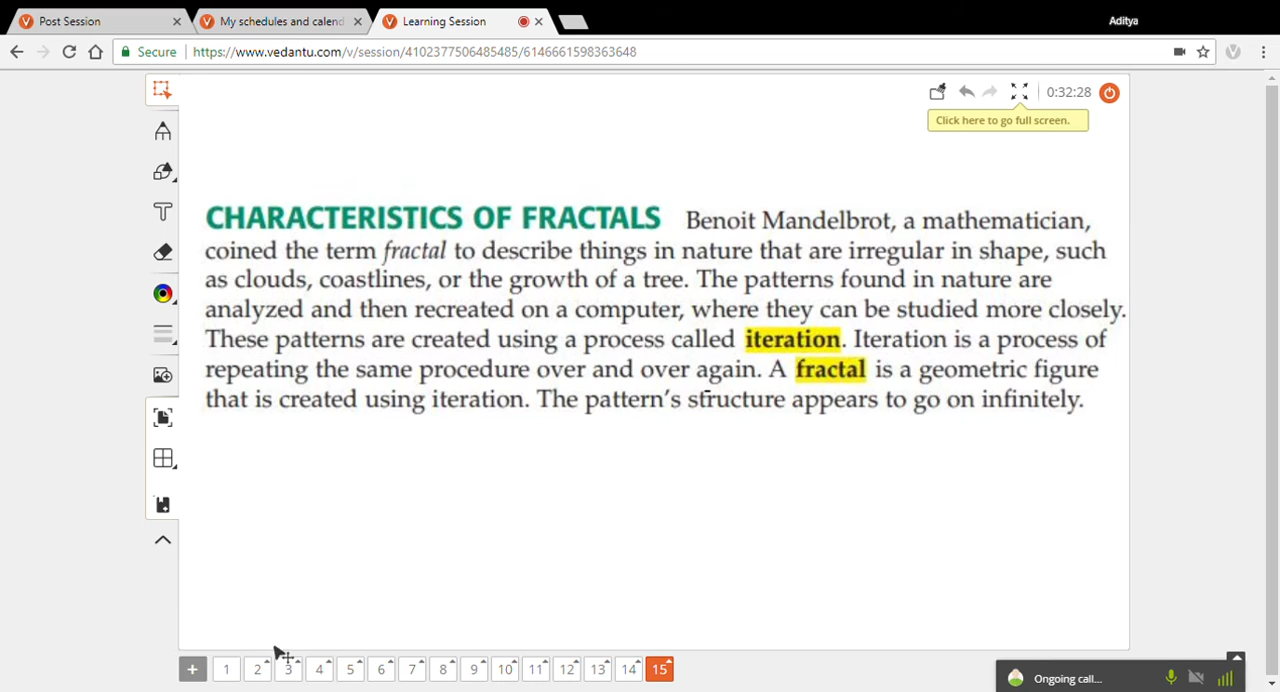 Post Session
My schedules and calend
Learning Session
Aditya
Secure
https://www.vedantu.com/v/session/4102377506485485/6146661598363648
0:32:28
Click here to go full screen.
CHARACTERISTICS OF FRACTALS Benoit Mandelbrot, a mathematician,
coined the term fractal to describe things in nature that are irregular in shape, such
as clouds, coastlines, or the growth of a tree. The patterns found in nature are
analyzed and then recreated on a computer, where they can be studied more closely.
These patterns are created using a process called iteration. Iteration is a process of
repeating the same procedure over and over again. A fractal is a geometric figure
that is created using iteration. The pattern's structure appears to go on infinitely.
+ 1 2 3 4 5 6 7 8 9 10 11 12 13 14 15
Ongoing call...